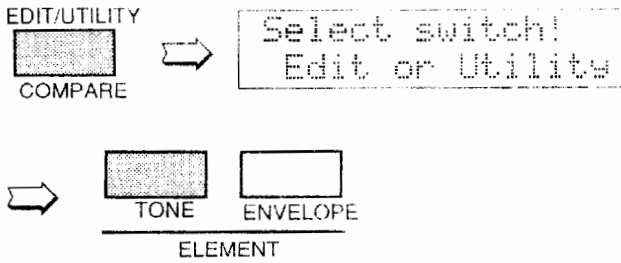 EDIT/UTILITY
COMPARE
Select switch!
Edit or Utility
TONE ENVELOPE
ELEMENT